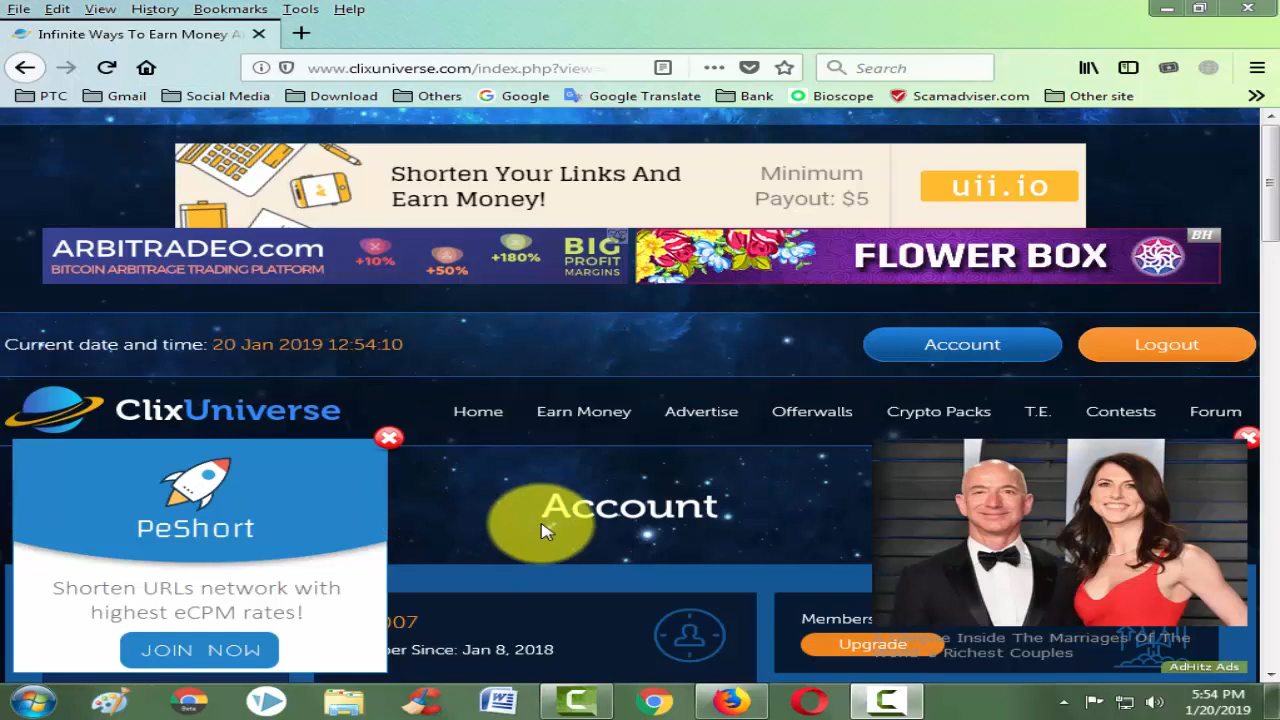 File Edit View History Bookmarks Tools Help
Infinite Ways To Earn Money A
www.clixuniverse.com/index.php?view=
Search
PTC Gmail Social Media Download Others Google Google Translate Bank Bioscope Scamadviser.com Other site
Shorten Your Links And
Earn Money!
Minimum
Payout: $5
uii.io
ARBITRADEO.com
BITCOIN ARBITRAGE TRADING PLATFORM
+10%
+50%
+180%
BIG
PROFIT
MARGINS
FLOWER BOX
BH
Current date and time: 20 Jan 2019 12:54:10
Account
Logout
ClixUniverse
Home Earn Money Advertise Offerwalls Crypto Packs T.E. Contests Forum
Account
PeShort
Shorten URLs network with
highest eCPM rates!
JOIN NOW
007
ber Since: Jan 8, 2018
Members
Upgrade
Inside The Marriages Of The
Richest Couples
AdHitz Ads
5:54 PM
1/20/2019